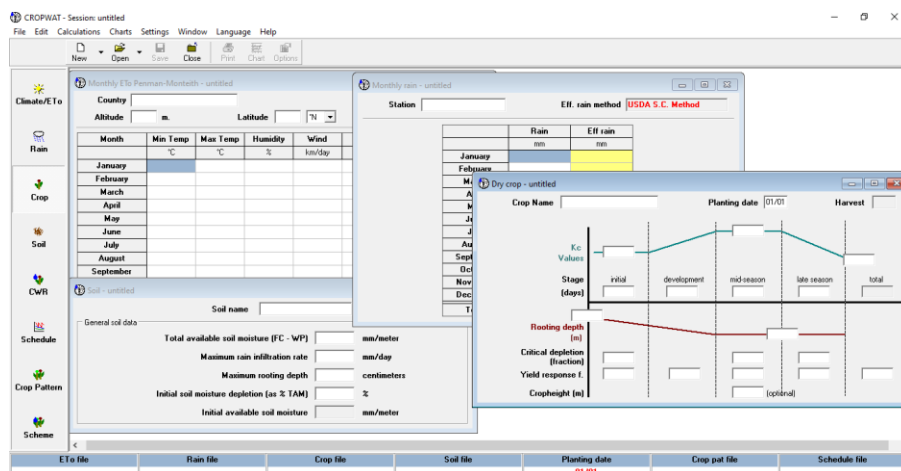 CROPWAT - Session: untitled
File Edit Calculations Charts Settings Window Language Help
New Open Save Close Print Chart Options
Climate/ETo
Rain
Crop
Soil
CWR
Schedule
Crop Pattern
Scheme
Monthly ETo Penman-Monteith - untitled
Country
Altitude m. Latitude °N
Month Min Temp Max Temp Humidity Wind
°C °C % km/day
January
February
March
April
May
June
July
August
September
Monthly rain - untitled
Station Eff. rain method USDA S.C. Method
Rain Eff rain
mm mm
January
February
Dry crop - untitled
Crop Name Planting date 01/01 Harvest
Kc
Values
Stage initial development mid-season late season total
(days)
Rooting depth
(m)
Critical depletion
(fraction)
Yield response f.
Cropheight (m) (optional)
Soil - untitled
Soil name
General soil data
Total available soil moisture (FC - WP) mm/meter
Maximum rain infiltration rate mm/day
Maximum rooting depth centimeters
Initial soil moisture depletion (as % TAM) %
Initial available soil moisture mm/meter
ETo file Rain file Crop file Soil file Planting date Crop pat file Schedule file
01/01